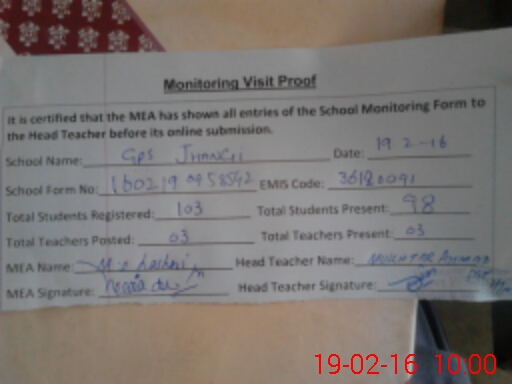 Monitoring Visit Proof
It is certified that the MEA has shown all entries of the School Monitoring Form to
the Head Teacher before its online submission.
School Name: GPS JHANGI Date: 19 2-16
School Form No: EMIS Code: 36180091
Total Students Registered: 103 Total Students Present: 98
Total Teachers Posted: 03 Total Teachers Present: 03
MEA Name: Head Teacher Name: MUKHTAR AHMAD
MEA Signature: Head Teacher Signature:
19-02-16 10:00